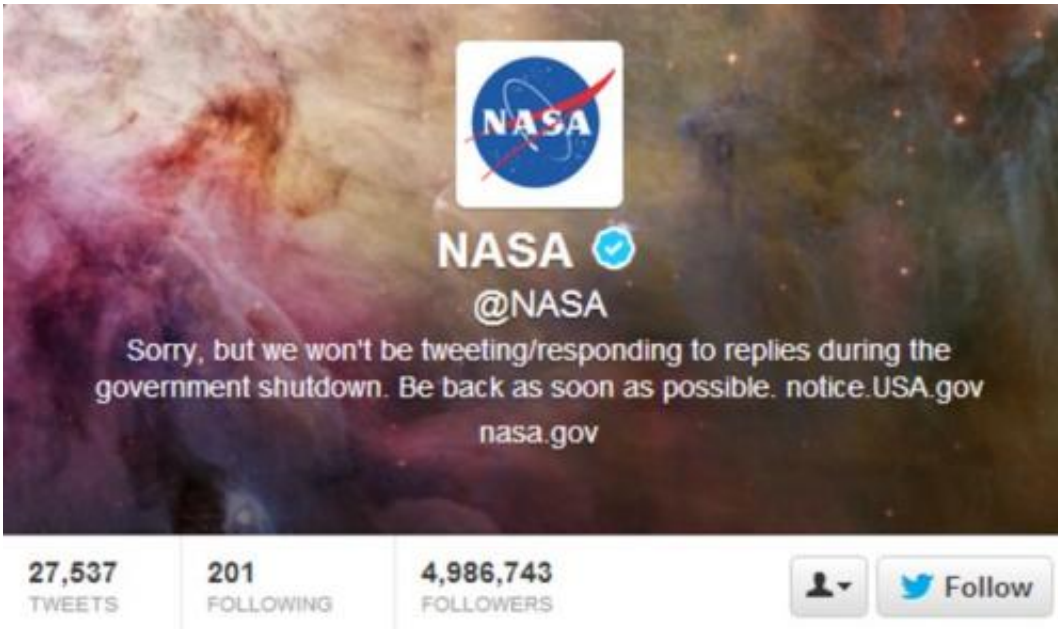 NASA
NASA
@NASA
Sorry, but we won't be tweeting/responding to replies during the
government shutdown. Be back as soon as possible. notice.USA.gov
nasa.gov
27,537 201 4,986,743
TWEETS FOLLOWING FOLLOWERS
Follow